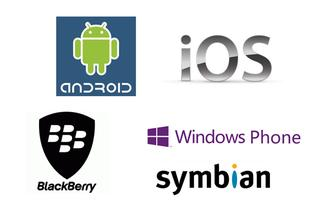 ANDROID
iOS
BlackBerry
Windows Phone
symbian